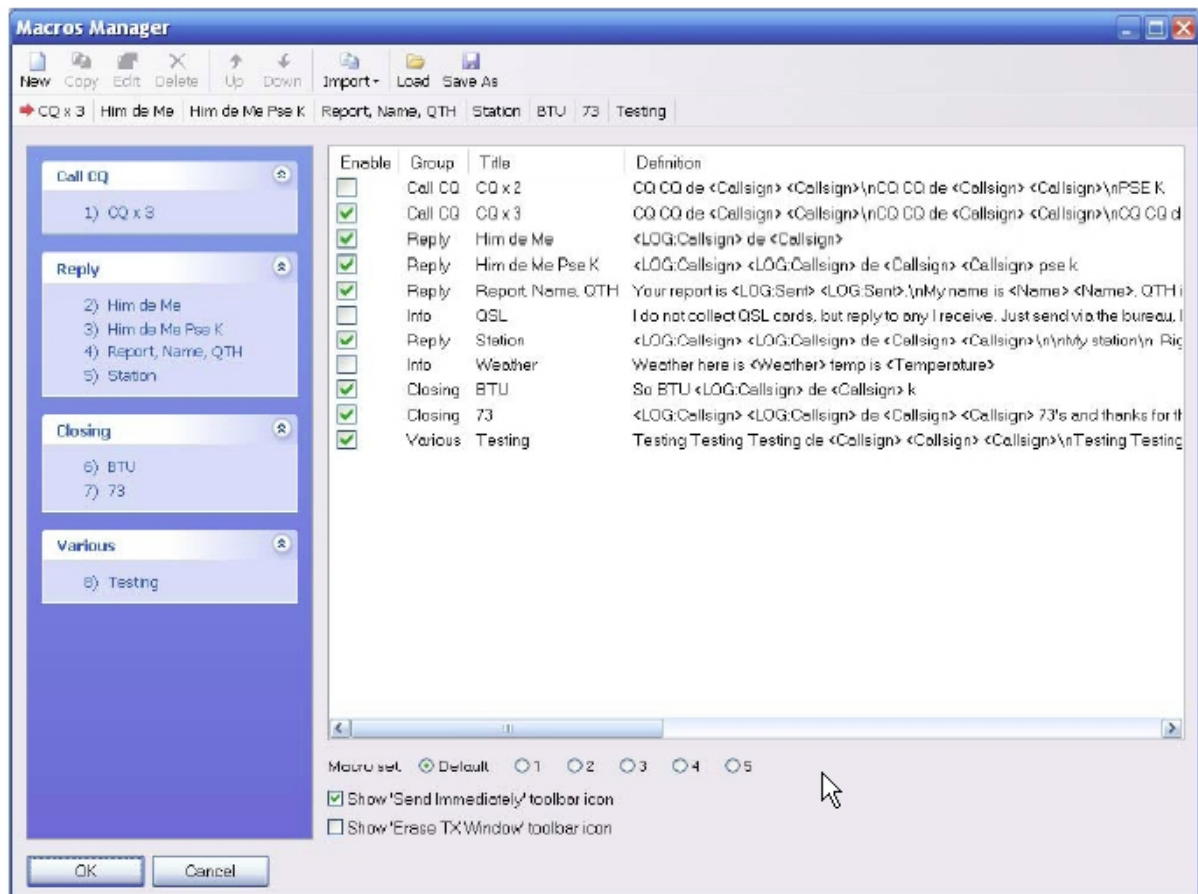 Macros Manager
New Copy Edit Delete Up Down Import Load Save As
CQ x 3 Him de Me Him de Me Pse K Report, Name, QTH Station BTU 73 Testing
Call CQ
1) CQ x 3
Reply
2) Him de Me
3) Him de Me Pse K
4) Report, Name, QTH
5) Station
Closing
6) BTU
7) 73
Various
8) Testing
Enable Group Title Definition
Call CQ CQ x 2 CQ CQ de <Callsign> <Callsign>\nCQ CQ de <Callsign> <Callsign>\nPSE K
Call CQ CQ x 3 CQ CQ de <Callsign> <Callsign>\nCQ CQ de <Callsign> <Callsign>\nCQ CQ d
Reply Him de Me <LOG:Callsign> de <Callsign>
Reply Him de Me Pse K <LOG:Callsign> <LOG:Callsign> de <Callsign> <Callsign> pse k
Reply Report, Name, QTH Your report is <LOG:Sent> <LOG:Sent>.\nMy name is <Name> <Name>. QTH i
Info QSL I do not collect QSL cards, but reply to any I receive. Just send via the bureau,
Reply Station <LOG:Callsign> <LOG:Callsign> de <Callsign> <Callsign>\n\nMy station\n Rig
Info Weather Weather here is <Weather> temp is <Temperature>
Closing BTU So BTU <LOG:Callsign> de <Callsign> k
Closing 73 <LOG:Callsign> <LOG:Callsign> de <Callsign> <Callsign> 73's and thanks for th
Various Testing Testing Testing Testing de <Callsign> <Callsign> <Callsign>\nTesting Testing
Macro set Default 1 2 3 4 5
Show 'Send Immediately' toolbar icon
Show 'Erase TX Window' toolbar icon
OK Cancel